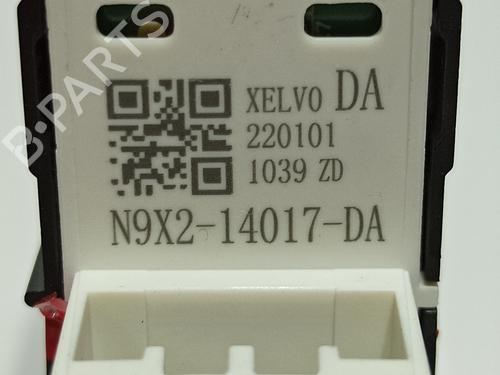 B-PARTS
XELVO DA
220101
1039 ZD
N9X2-14017-DA